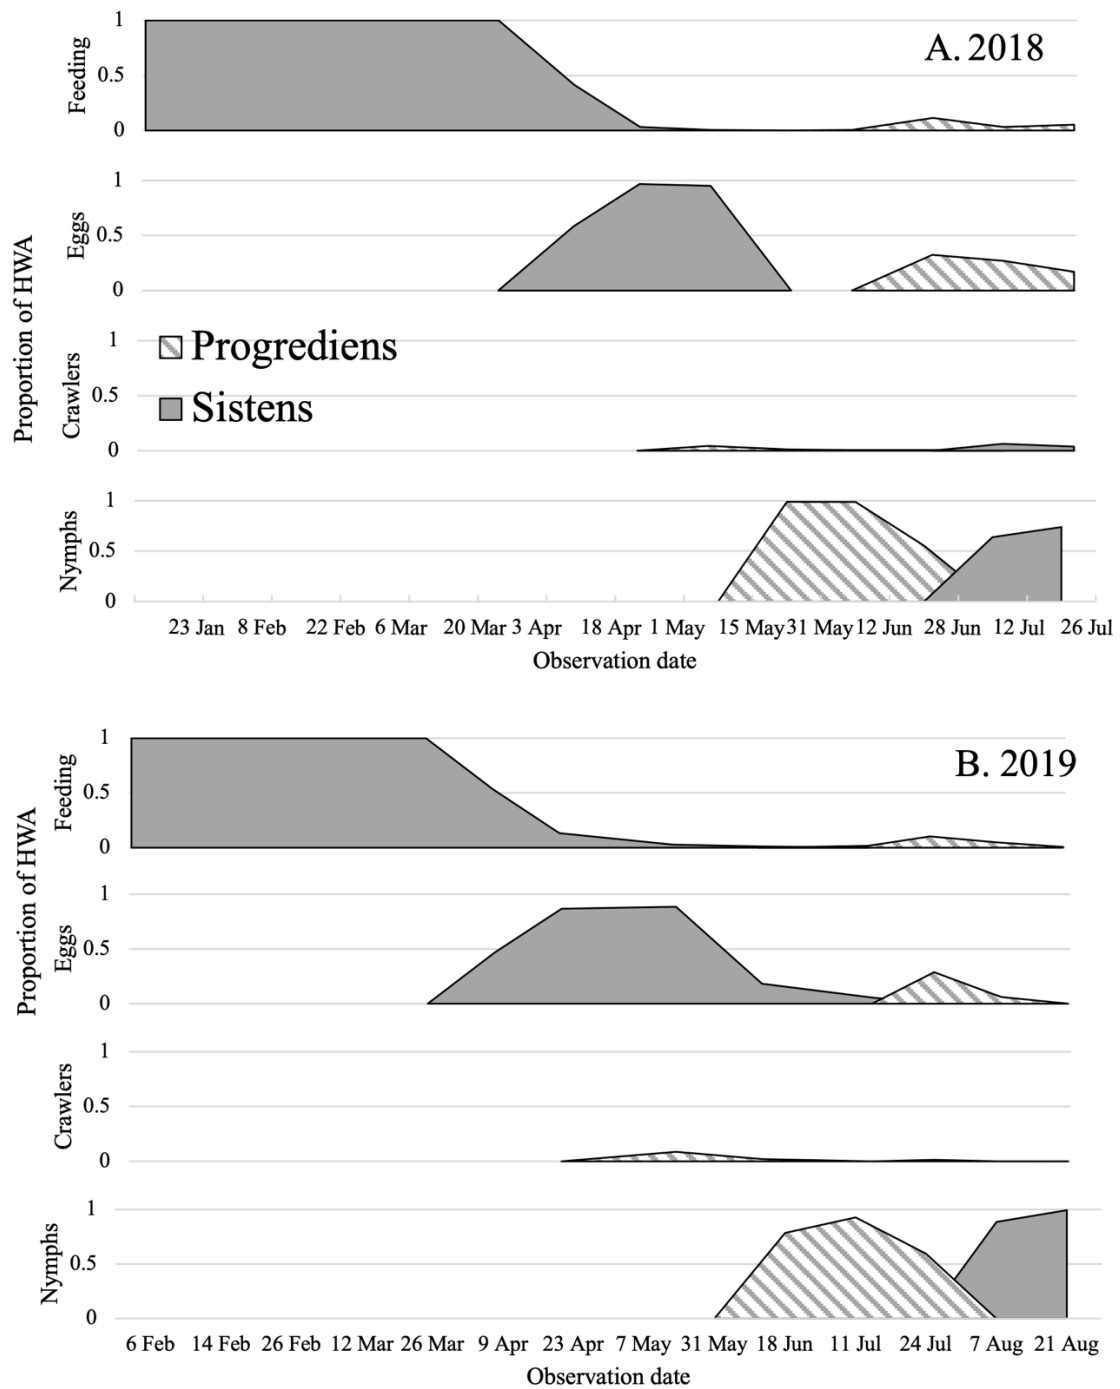 A. 2018
Proportion of HWA
Feeding
1
0.5
0
Eggs
1
0.5
0
Crawlers
1
0.5
0
Progrediens
Sistens
Nymphs
1
0.5
0
23 Jan 8 Feb 22 Feb 6 Mar 20 Mar 3 Apr 18 Apr 1 May 15 May 31 May 12 Jun 28 Jun 12 Jul 26 Jul
Observation date
B. 2019
Proportion of HWA
Feeding
1
0.5
0
Eggs
1
0.5
0
Crawlers
1
0.5
0
Nymphs
1
0.5
0
6 Feb 14 Feb 26 Feb 12 Mar 26 Mar 9 Apr 23 Apr 7 May 31 May 18 Jun 11 Jul 24 Jul 7 Aug 21 Aug
Observation date